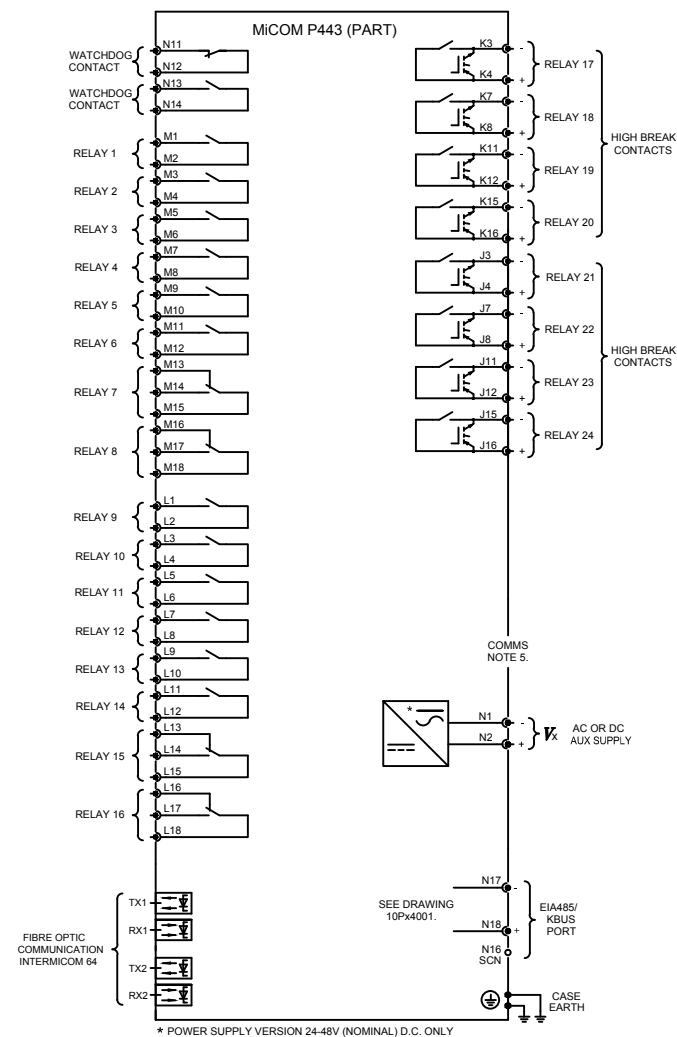 MiCOM P443 (PART)
N11
WATCHDOG
CONTACT
N12
N13
WATCHDOG
CONTACT
N14
M1
RELAY 1
M2
M3
RELAY 2
M4
M5
RELAY 3
M6
M7
RELAY 4
M8
M9
RELAY 5
M10
M11
RELAY 6
M12
M13
RELAY 7
M14
M15
M16
RELAY 8
M17
M18
L1
RELAY 9
L2
L3
RELAY 10
L4
L5
RELAY 11
L6
L7
RELAY 12
L8
L9
RELAY 13
L10
L11
RELAY 14
L12
L13
RELAY 15
L14
L15
L16
RELAY 16
L17
L18
TX1
RX1
FIBRE OPTIC
COMMUNICATION
INTERMICOM 64
TX2
RX2
K3 -
RELAY 17
K4 +
K7 -
RELAY 18
K8 +
K11 -
RELAY 19
K12 +
K15 -
RELAY 20
K16 +
HIGH BREAK
CONTACTS
J3 -
RELAY 21
J4 +
J7 -
RELAY 22
J8 +
J11 -
RELAY 23
J12 +
J15 -
RELAY 24
J16 +
HIGH BREAK
CONTACTS
COMMS
NOTE 5.
*
N1 -
N2 +
Vx
AC OR DC
AUX SUPPLY
SEE DRAWING
10Px4001.
N17 -
N18 +
N16
SCN
EIA485/
KBUS
PORT
CASE
EARTH
* POWER SUPPLY VERSION 24-48V (NOMINAL) D.C. ONLY